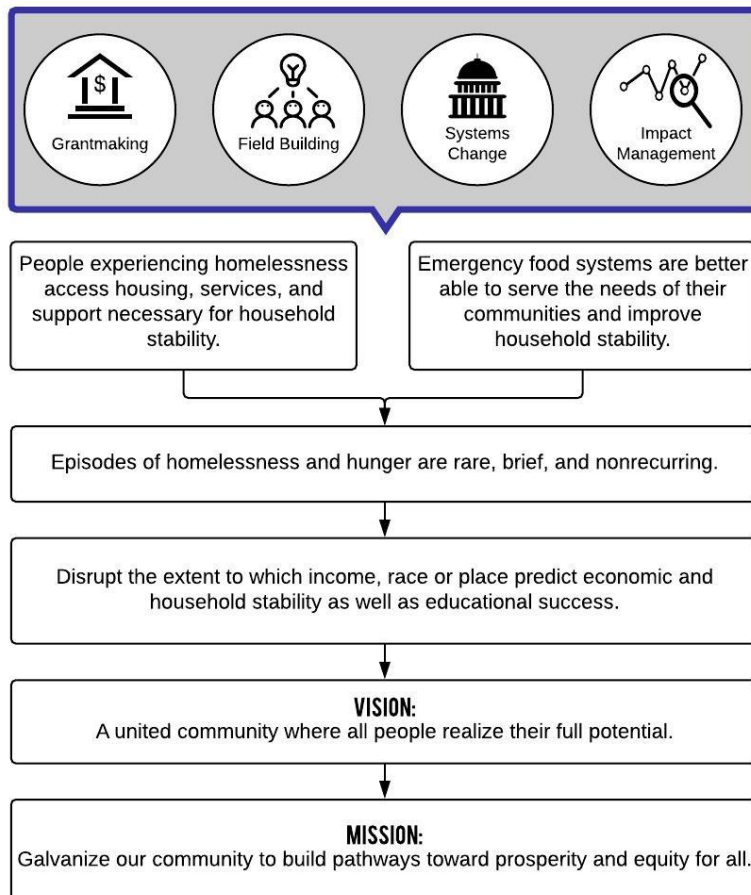 $
Grantmaking
Field Building
Systems
Change
Impact
Management
People experiencing homelessness
access housing, services, and
support necessary for household
stability.
Emergency food systems are better
able to serve the needs of their
communities and improve
household stability.
Episodes of homelessness and hunger are rare, brief, and nonrecurring.
Disrupt the extent to which income, race or place predict economic and
household stability as well as educational success.
VISION:
A united community where all people realize their full potential.
MISSION:
Galvanize our community to build pathways toward prosperity and equity for all.